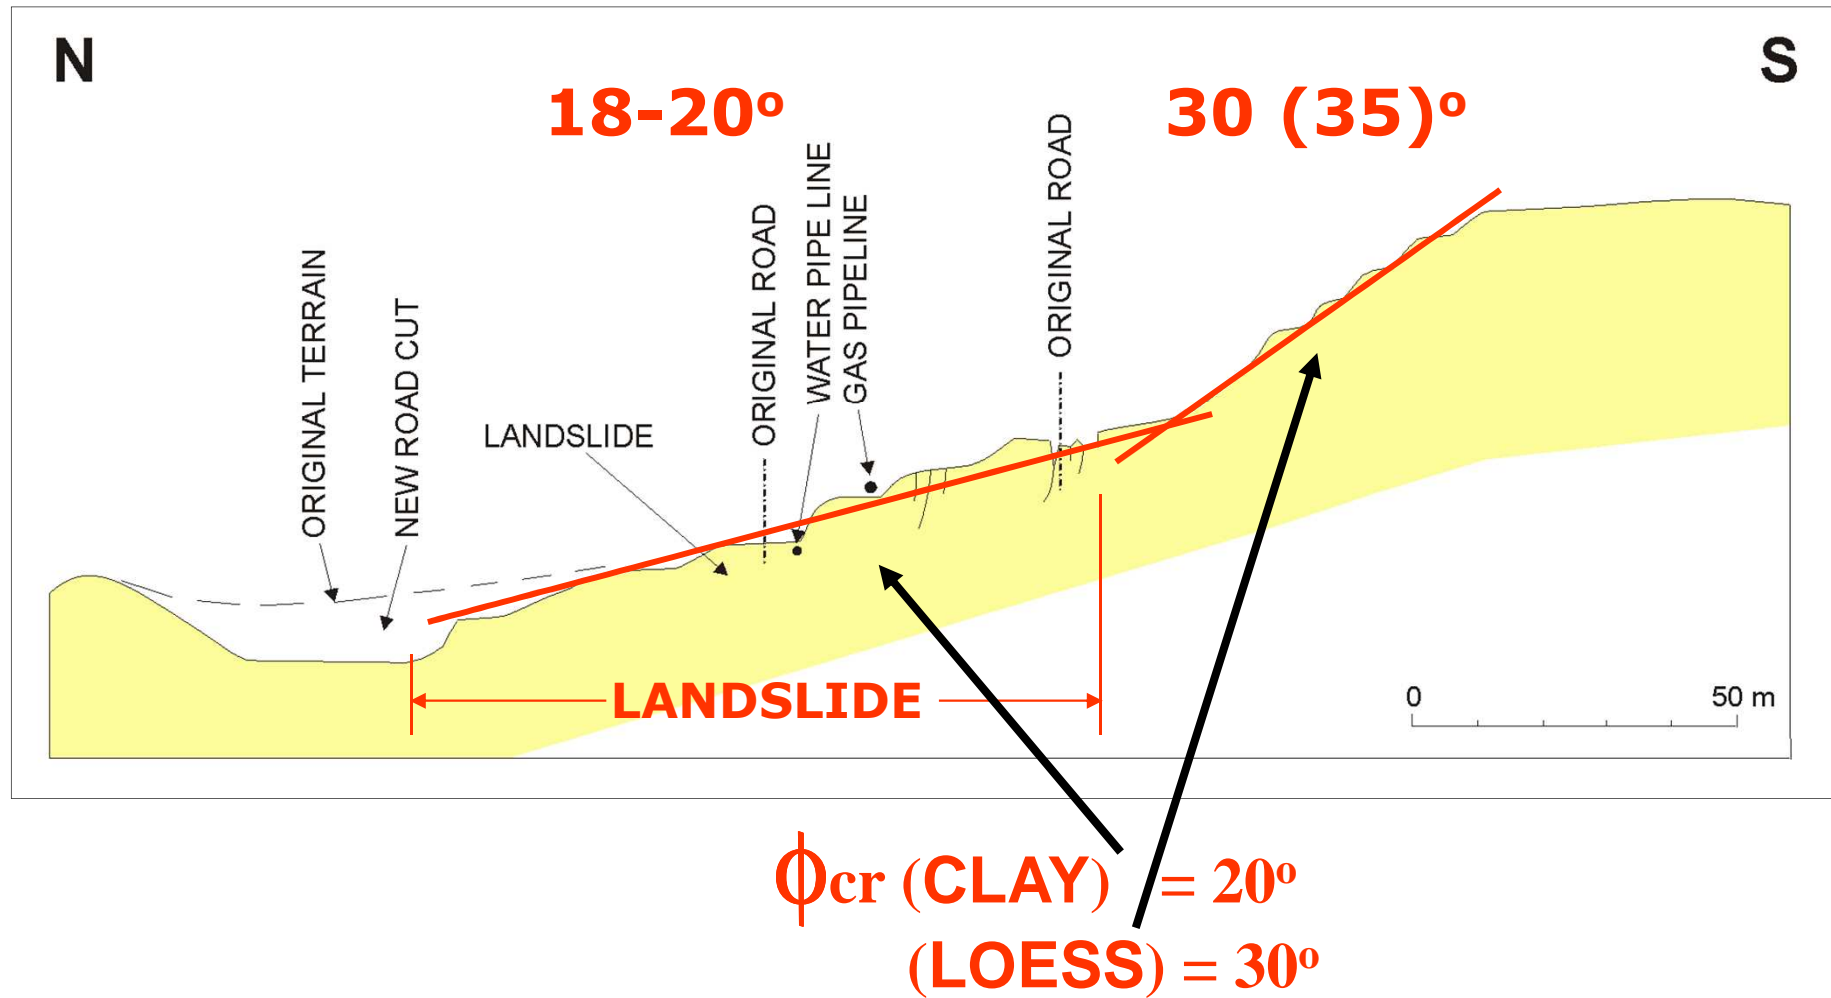 N
S
18-20º
30 (35)º
ORIGINAL TERRAIN
NEW ROAD CUT
LANDSLIDE
ORIGINAL ROAD
WATER PIPE LINE
GAS PIPELINE
ORIGINAL ROAD
LANDSLIDE
0 50 m
ϕcr (CLAY) = 20º
(LOESS) = 30º